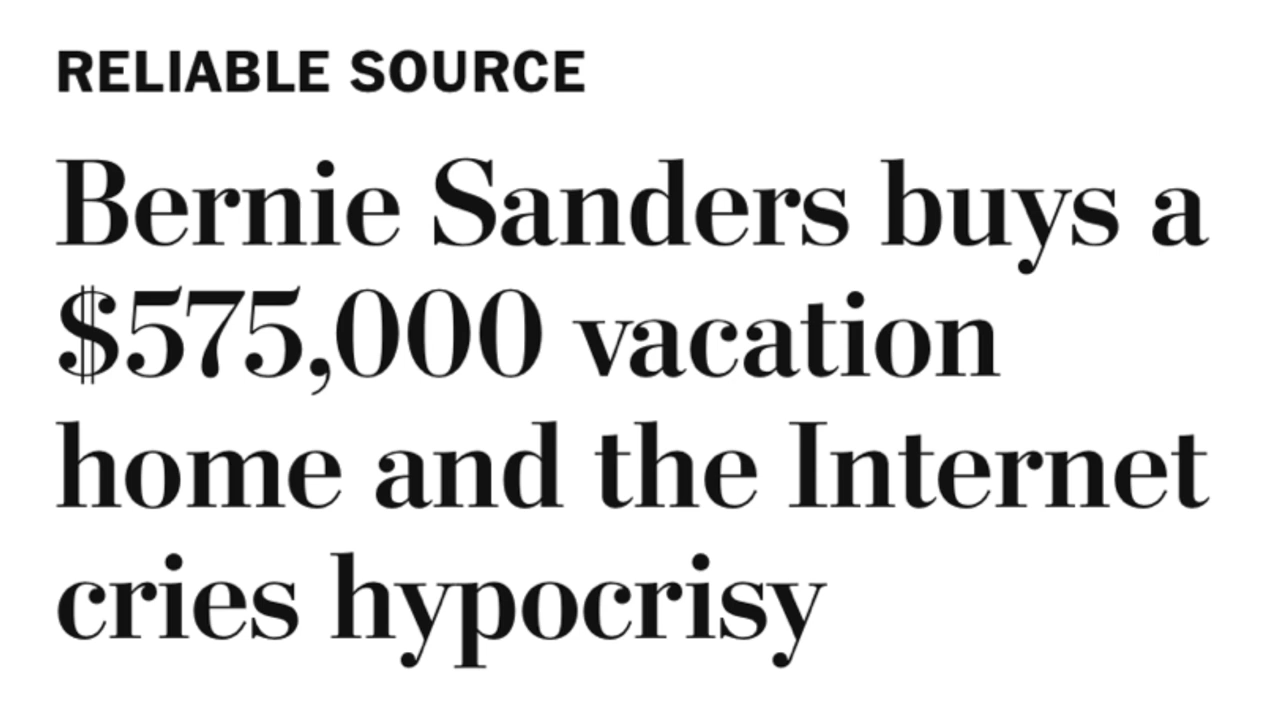 RELIABLE SOURCE
Bernie Sanders buys a
$575,000 vacation
home and the Internet
cries hypocrisy